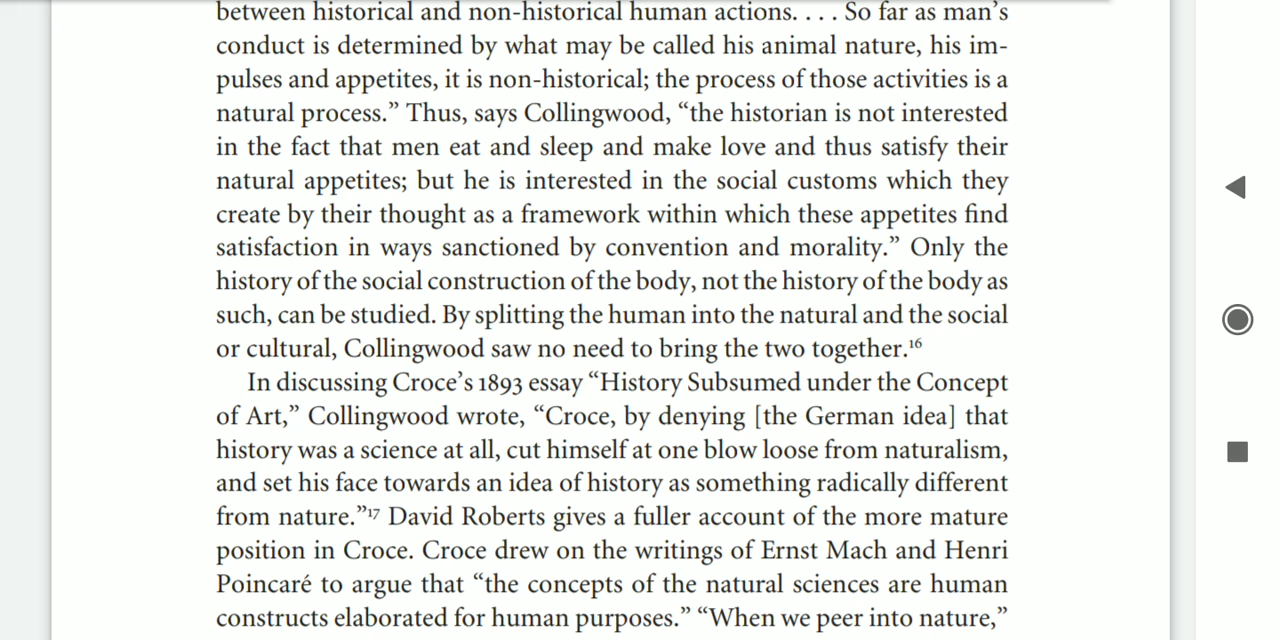 between historical and non-historical human actions. . . . So far as man’s
conduct is determined by what may be called his animal nature, his im-
pulses and appetites, it is non-historical; the process of those activities is a
natural process.” Thus, says Collingwood, “the historian is not interested
in the fact that men eat and sleep and make love and thus satisfy their
natural appetites; but he is interested in the social customs which they
create by their thought as a framework within which these appetites find
satisfaction in ways sanctioned by convention and morality.” Only the
history of the social construction of the body, not the history of the body as
such, can be studied. By splitting the human into the natural and the social
or cultural, Collingwood saw no need to bring the two together.¹⁶
In discussing Croce’s 1893 essay “History Subsumed under the Concept
of Art,” Collingwood wrote, “Croce, by denying [the German idea] that
history was a science at all, cut himself at one blow loose from naturalism,
and set his face towards an idea of history as something radically different
from nature.”¹⁷ David Roberts gives a fuller account of the more mature
position in Croce. Croce drew on the writings of Ernst Mach and Henri
Poincaré to argue that “the concepts of the natural sciences are human
constructs elaborated for human purposes.” “When we peer into nature,”